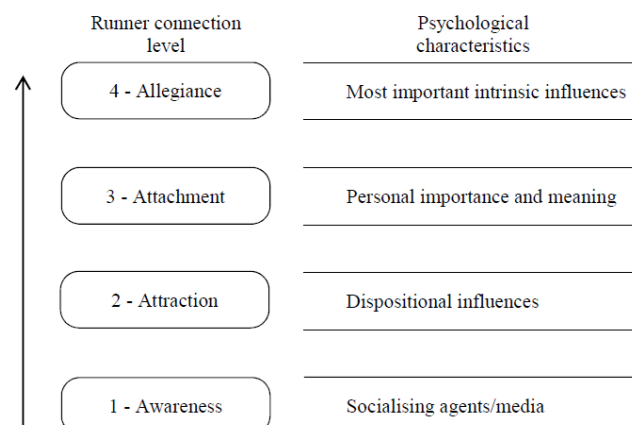 Runner connection
level
Psychological
characteristics
4 - Allegiance
Most important intrinsic influences
3 - Attachment
Personal importance and meaning
2 - Attraction
Dispositional influences
1 - Awareness
Socialising agents/media